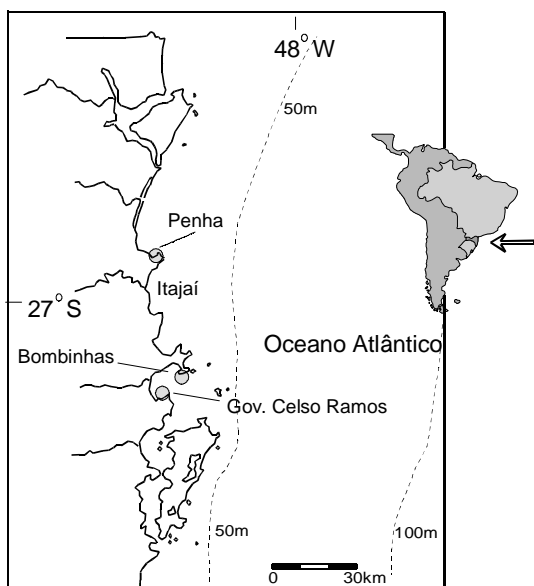 48° W
50m
Penha
Itajaí
27° S
Oceano Atlântico
Bombinhas
Gov. Celso Ramos
50m
100m
0 30km